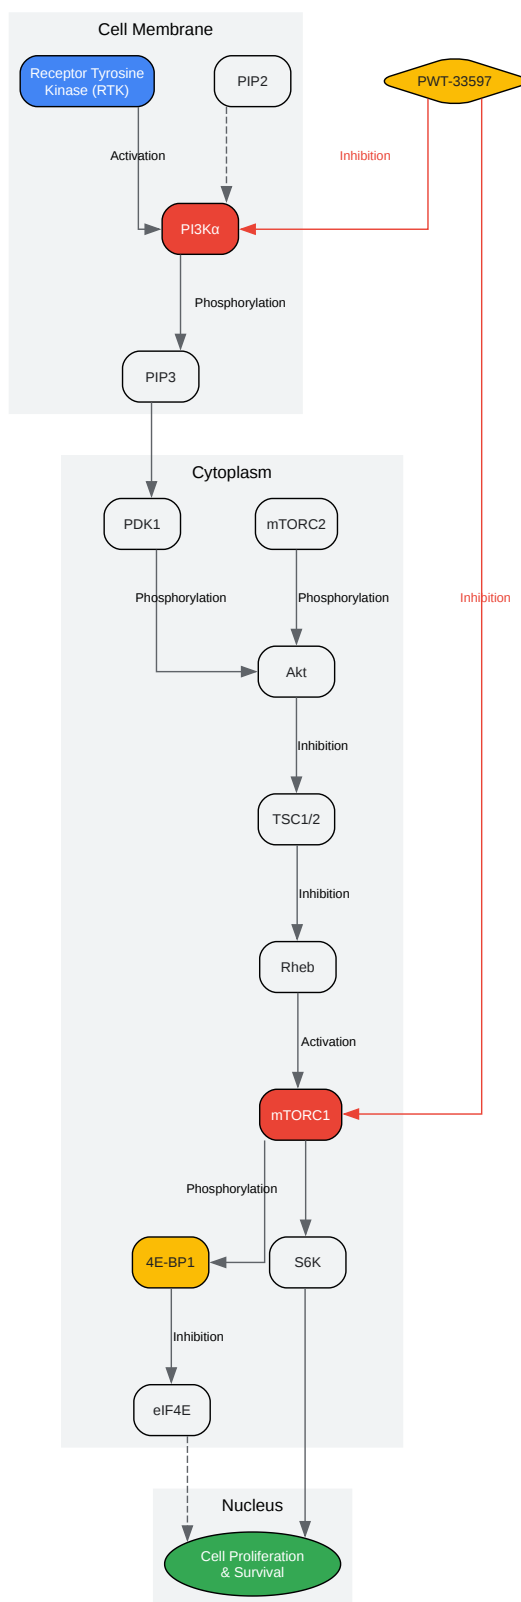 Cell Membrane
Receptor Tyrosine
Kinase (RTK)
PIP2
PWT-33597
Activation
Inhibition
PI3Kα
Phosphorylation
PIP3
Cytoplasm
PDK1
mTORC2
Phosphorylation
Phosphorylation
Inhibition
Akt
Inhibition
TSC1/2
Inhibition
Rheb
Activation
mTORC1
Phosphorylation
4E-BP1
S6K
Inhibition
eIF4E
Nucleus
Cell Proliferation
& Survival